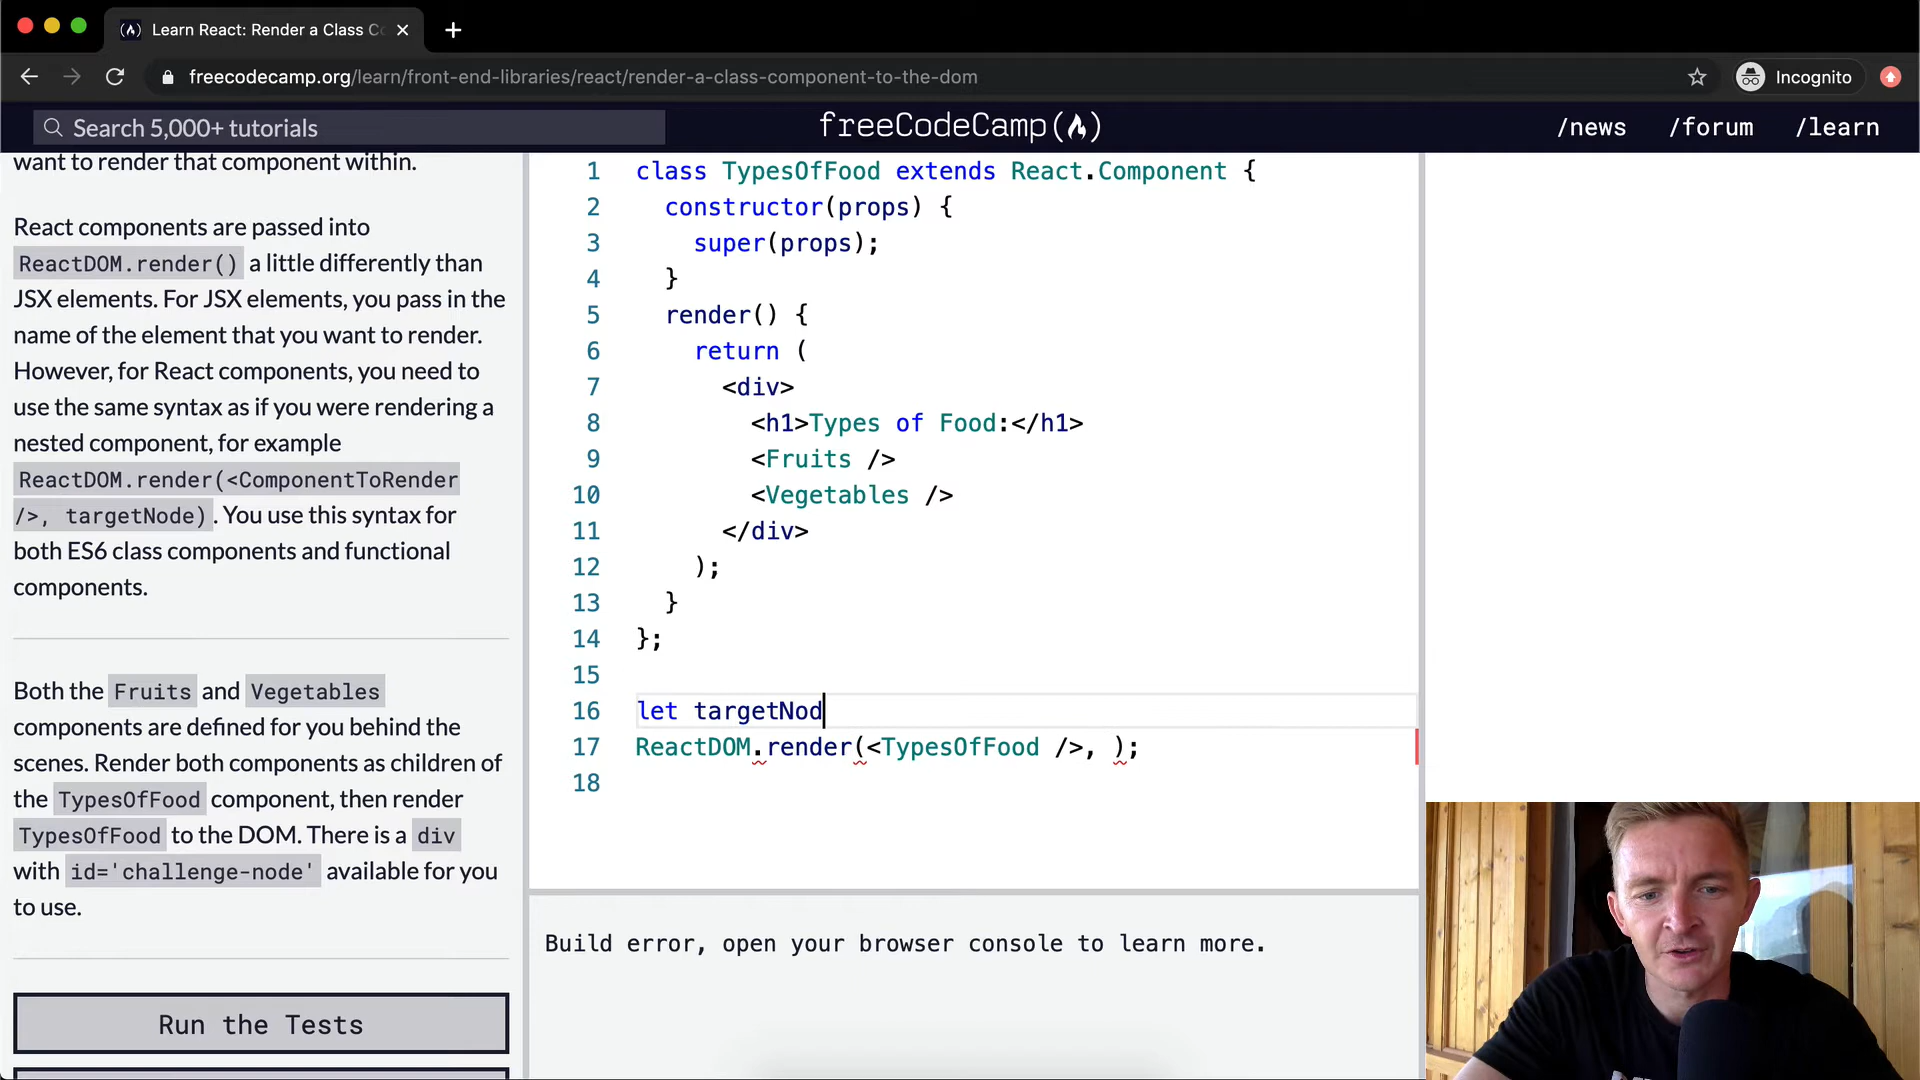 Learn React: Render a Class Co
freecodecamp.org/learn/front-end-libraries/react/render-a-class-component-to-the-dom
Incognito
Search 5,000+ tutorials
freeCodeCamp
/news
/forum
/learn
want to render that component within.
React components are passed into
ReactDOM.render() a little differently than
JSX elements. For JSX elements, you pass in the
name of the element that you want to render.
However, for React components, you need to
use the same syntax as if you were rendering a
nested component, for example
ReactDOM.render(<ComponentToRender
/>, targetNode). You use this syntax for
both ES6 class components and functional
components.
Both the Fruits and Vegetables
components are defined for you behind the
scenes. Render both components as children of
the TypesOfFood component, then render
TypesOfFood to the DOM. There is a div
with id='challenge-node' available for you
to use.
Run the Tests
1 class TypesOfFood extends React.Component {
2 constructor(props) {
3 super(props);
4 }
5 render() {
6 return (
7 <div>
8 <h1>Types of Food:</h1>
9 <Fruits />
10 <Vegetables />
11 </div>
12 );
13 }
14 };
15
16 let targetNod
17 ReactDOM.render(<TypesOfFood />, );
18
Build error, open your browser console to learn more.